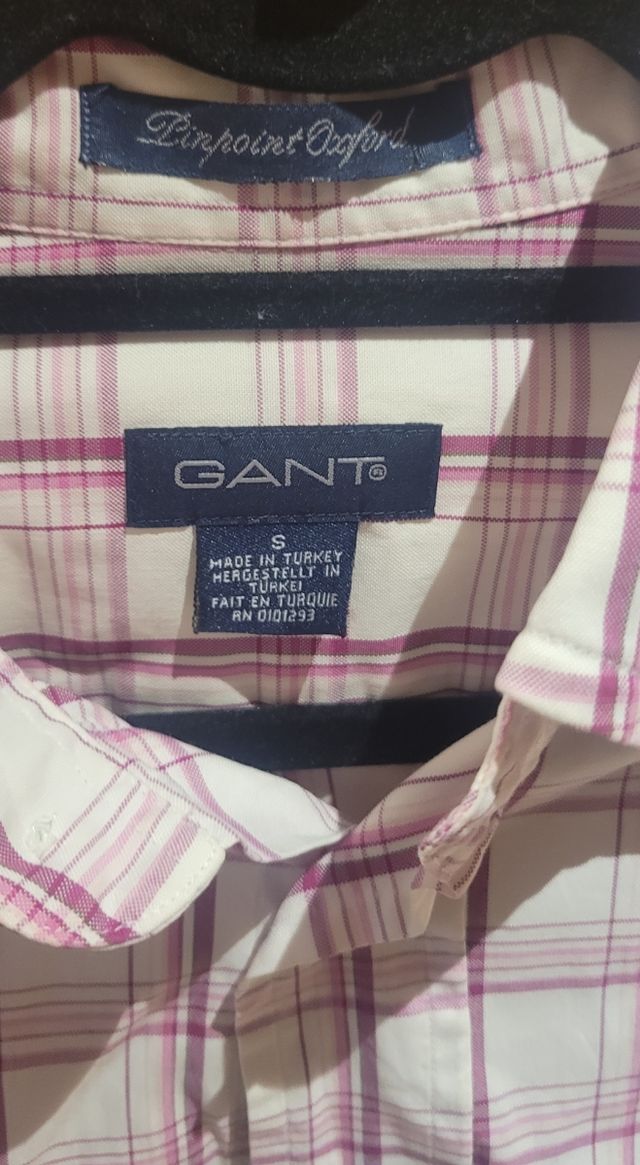 Pinpoint Oxford
GANT®
S
MADE IN TURKEY
HERGESTELLT IN
TÜRKEI
FAIT EN TURQUIE
RN 0101293